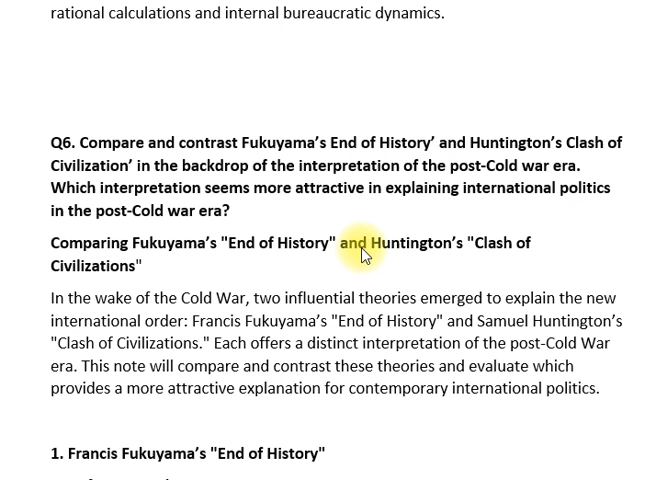 rational calculations and internal bureaucratic dynamics.
Q6. Compare and contrast Fukuyama’s End of History’ and Huntington’s Clash of
Civilization’ in the backdrop of the interpretation of the post-Cold war era.
Which interpretation seems more attractive in explaining international politics
in the post-Cold war era?
Comparing Fukuyama’s "End of History" and Huntington’s "Clash of
Civilizations"
In the wake of the Cold War, two influential theories emerged to explain the new
international order: Francis Fukuyama’s "End of History" and Samuel Huntington’s
"Clash of Civilizations." Each offers a distinct interpretation of the post-Cold War
era. This note will compare and contrast these theories and evaluate which
provides a more attractive explanation for contemporary international politics.
1. Francis Fukuyama’s "End of History"